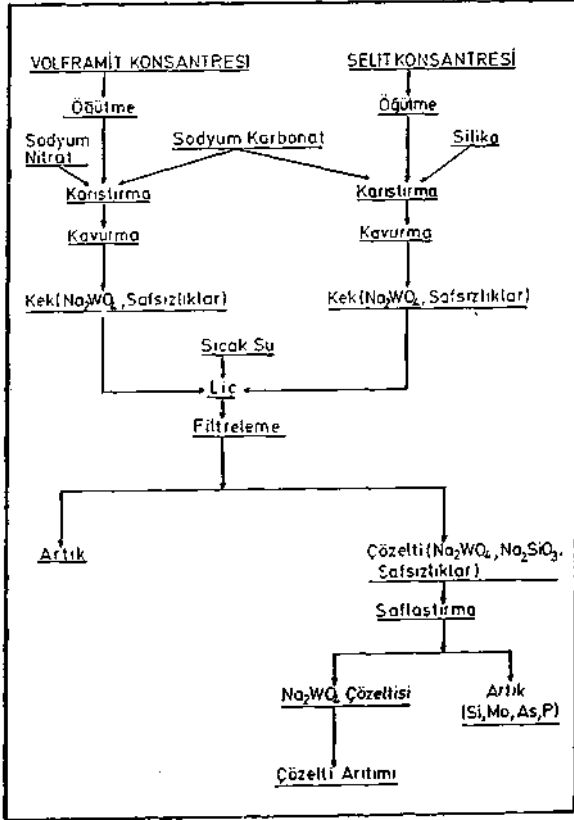 VOLFRAMİT KONSANTRESİ
SELİT KONSANTRESİ
Öğütme
Öğütme
Sodyum
Nitrat
Sodyum Karbonat
Silika
Karıştırma
Karıştırma
Kavurma
Kavurma
Kek(Na₂WO₄,Safsızlıklar)
Kek(Na₂WO₄,Safsızlıklar)
Sıcak Su
Liç
Filtreleme
Artık
Çözelti(Na₂WO₄,Na₂SiO₃,
Safsızlıklar)
Saflaştırma
Na₂WO₄ Çözeltisi
Artık
(Si,Mo,As,P)
Çözelti Arıtımı